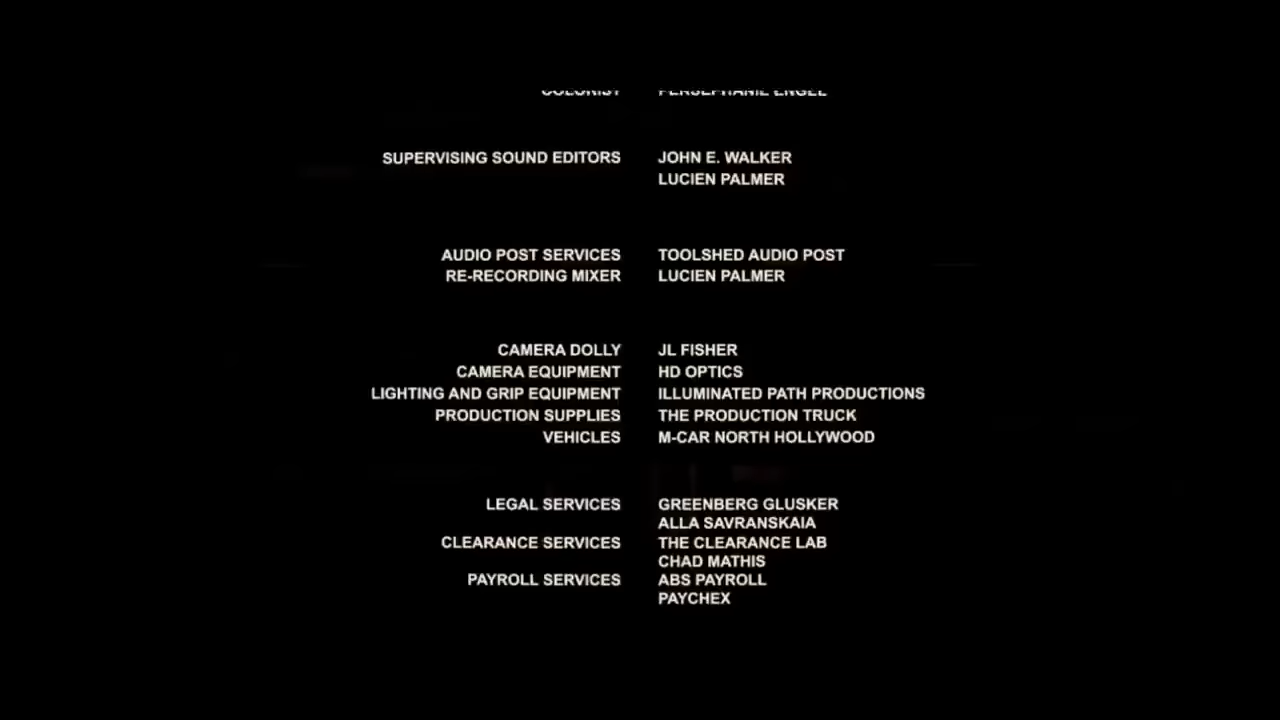 SUPERVISING SOUND EDITORS JOHN E. WALKER
LUCIEN PALMER
AUDIO POST SERVICES TOOLSHED AUDIO POST
RE-RECORDING MIXER LUCIEN PALMER
CAMERA DOLLY JL FISHER
CAMERA EQUIPMENT HD OPTICS
LIGHTING AND GRIP EQUIPMENT ILLUMINATED PATH PRODUCTIONS
PRODUCTION SUPPLIES THE PRODUCTION TRUCK
VEHICLES M-CAR NORTH HOLLYWOOD
LEGAL SERVICES GREENBERG GLUSKER
ALLA SAVRANSKAIA
CLEARANCE SERVICES THE CLEARANCE LAB
CHAD MATHIS
PAYROLL SERVICES ABS PAYROLL
PAYCHEX